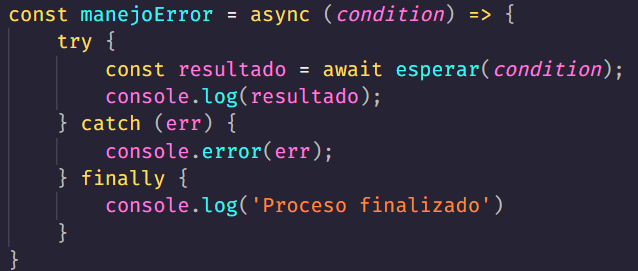 const manejoError = async (condition) => {
    try {
        const resultado = await esperar(condition);
        console.log(resultado);
    } catch (err) {
        console.error(err);
    } finally {
        console.log('Proceso finalizado')
    }
}